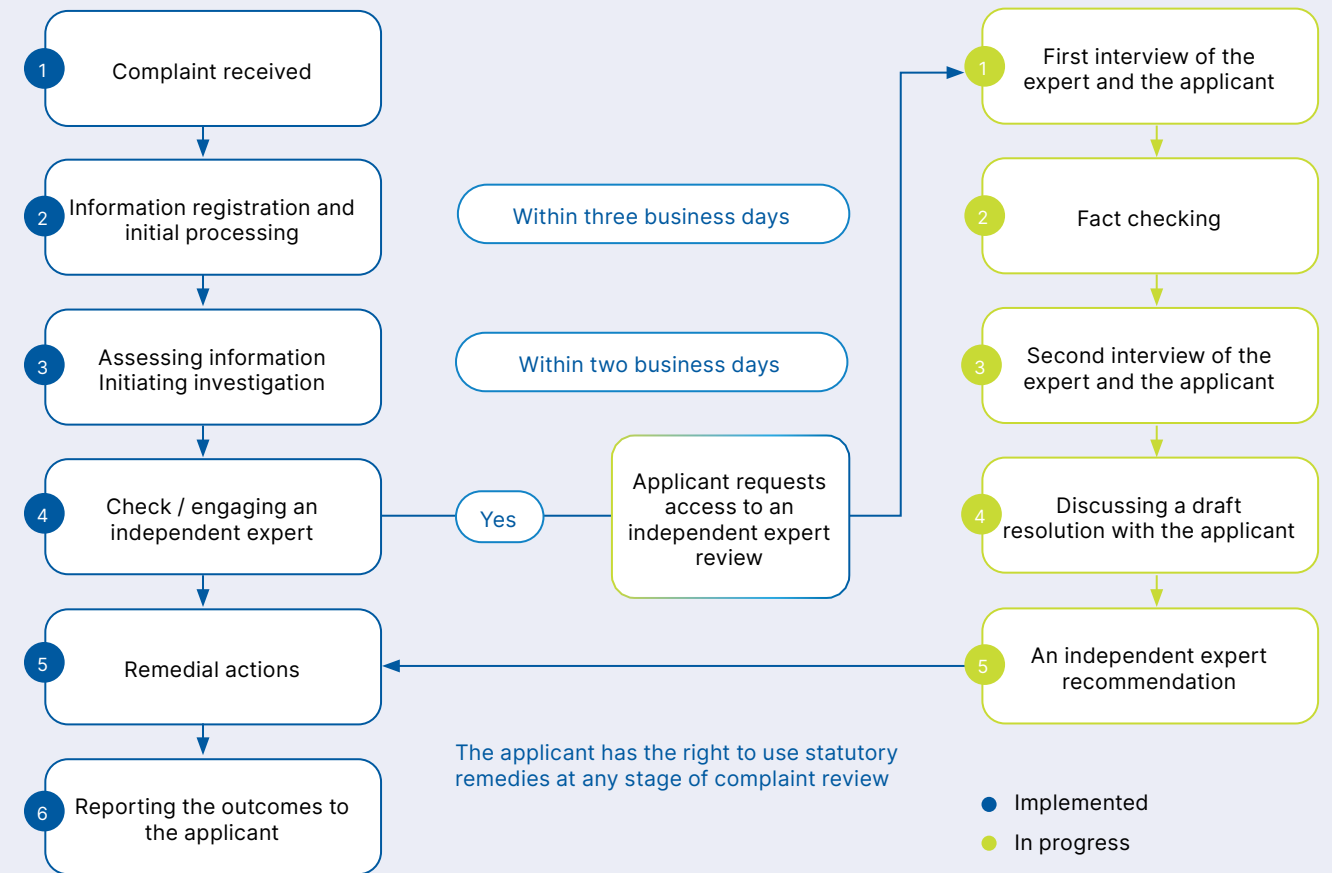 1
Complaint received
2
Information registration and
initial processing
Within three business days
3
Assessing information
Initiating investigation
Within two business days
4
Check / engaging an
independent expert
Yes
Applicant requests
access to an
independent expert
review
5
Remedial actions
6
Reporting the outcomes to
the applicant
The applicant has the right to use statutory
remedies at any stage of complaint review
1
First interview of the
expert and the applicant
2
Fact checking
3
Second interview of the
expert and the applicant
4
Discussing a draft
resolution with the applicant
5
An independent expert
recommendation
Implemented
In progress